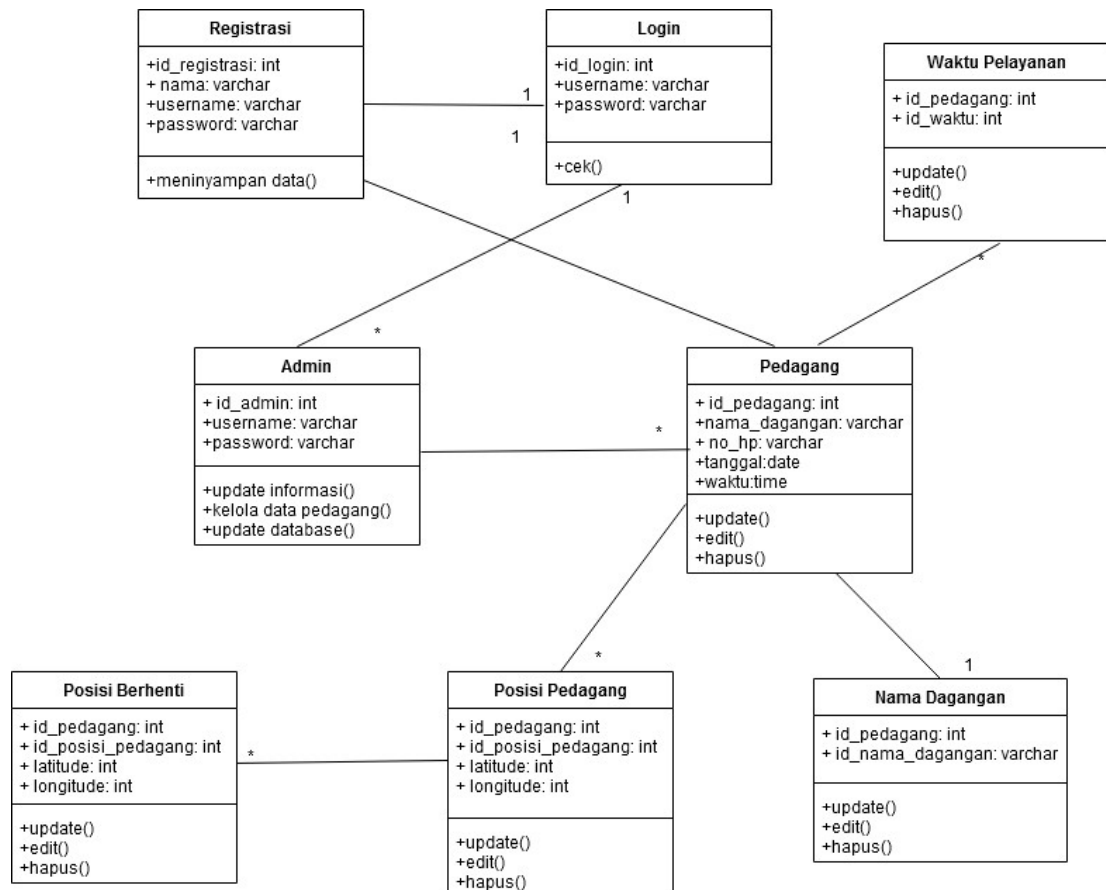 Registrasi
+id_registrasi: int
+ nama: varchar
+username: varchar
+password: varchar
+meninyampan data()
1
1
Login
+id_login: int
+username: varchar
+password: varchar
+cek()
1
Waktu Pelayanan
+ id_pedagang: int
+ id_waktu: int
+update()
+edit()
+hapus()
*
*
Admin
+ id_admin: int
+username: varchar
+password: varchar
+update informasi()
+kelola data pedagang()
+update database()
*
Pedagang
+ id_pedagang: int
+nama_dagangan: varchar
+ no_hp: varchar
+tanggal:date
+waktu:time
+update()
+edit()
+hapus()
*
1
Posisi Berhenti
+ id_pedagang: int
+ id_posisi_pedagang: int
+ latitude: int
+ longitude: int
+update()
+edit()
+hapus()
*
Posisi Pedagang
+ id_pedagang: int
+ id_posisi_pedagang: int
+ latitude: int
+ longitude: int
+update()
+edit()
+hapus()
Nama Dagangan
+ id_pedagang: int
+ id_nama_dagangan: varchar
+update()
+edit()
+hapus()